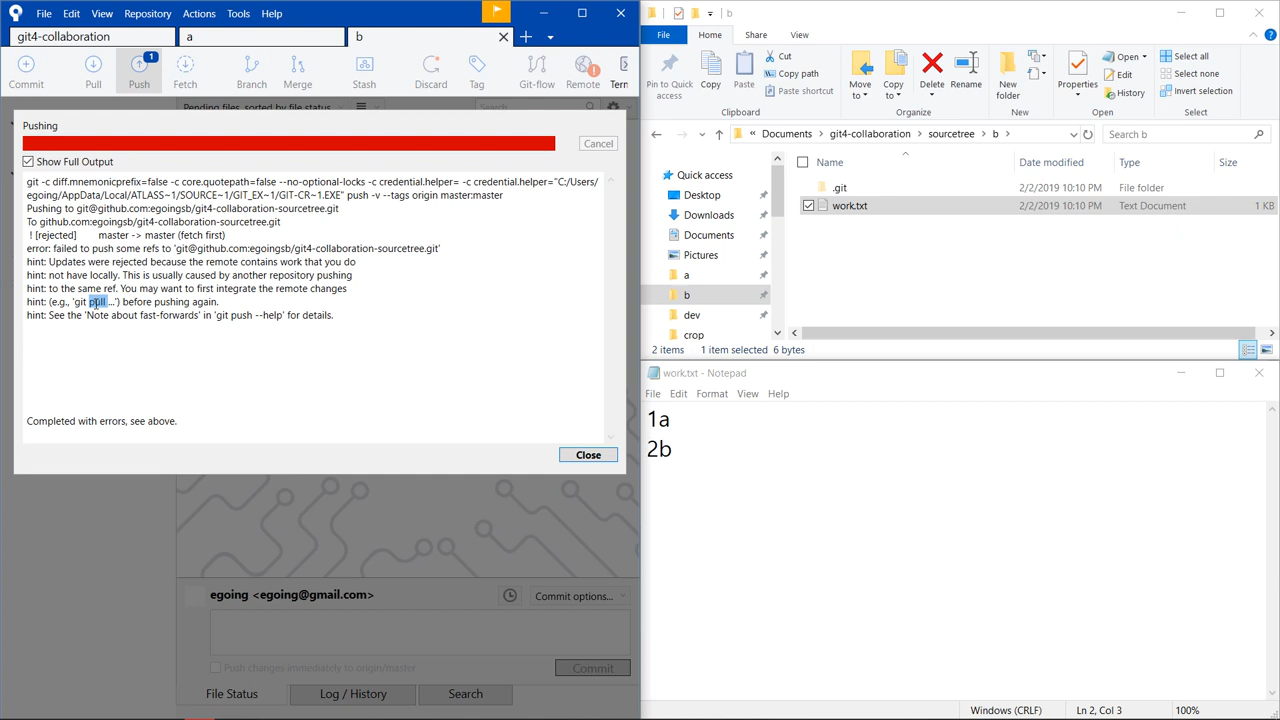 File Edit View Repository Actions Tools Help
git4-collaboration
a
b
1
Commit
Pull
Push
Fetch
Branch
Merge
Stash
Discard
Tag
Git-flow
Remote
Term
Pending files, sorted by file status
Search
Pushing
Cancel
Show Full Output
git -c diff.mnemonicprefix=false -c core.quotepath=false --no-optional-locks -c credential.helper= -c credential.helper="C:/Users/
egoing/AppData/Local/ATLASS~1/SOURCE~1/GIT_EX~1/GIT-CR~1.EXE" push -v --tags origin master:master
Pushing to git@github.com:egoingsb/git4-collaboration-sourcetree.git
To github.com:egoingsb/git4-collaboration-sourcetree.git
! [rejected] master -> master (fetch first)
error: failed to push some refs to 'git@github.com:egoingsb/git4-collaboration-sourcetree.git'
hint: Updates were rejected because the remote contains work that you do
hint: not have locally. This is usually caused by another repository pushing
hint: to the same ref. You may want to first integrate the remote changes
hint: (e.g., 'git pull ...') before pushing again.
hint: See the 'Note about fast-forwards' in 'git push --help' for details.
Completed with errors, see above.
Close
egoing <egoing@gmail.com>
Commit options...
Push changes immediately to origin/master
Commit
File Status
Log / History
Search
b
File Home Share View
Pin to Quick
access
Copy
Paste
Cut
Copy path
Paste shortcut
Clipboard
Move
to
Copy
to
Delete
Rename
Organize
New
folder
New
Properties
Open
Edit
History
Open
Select all
Select none
Invert selection
Select
Documents
git4-collaboration
sourcetree
b
Search b
Quick access
Desktop
Downloads
Documents
Pictures
a
b
dev
crop
Name Date modified Type Size
.git 2/2/2019 10:10 PM File folder
work.txt 2/2/2019 10:10 PM Text Document 1 KB
2 items 1 item selected 6 bytes
work.txt - Notepad
File Edit Format View Help
1a
2b
Windows (CRLF)
Ln 2, Col 3
100%